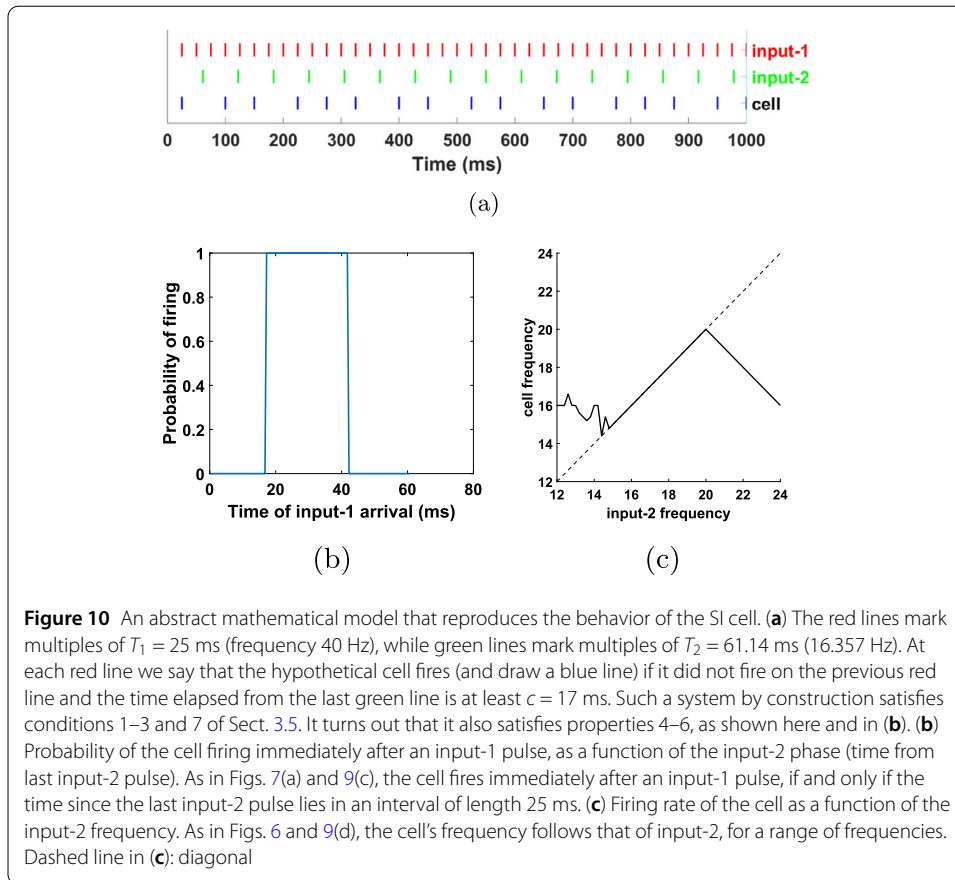 input-1
input-2
cell
0 100 200 300 400 500 600 700 800 900 1000
Time (ms)
(a)
Probability of firing
1
0.8
0.6
0.4
0.2
0
0 20 40 60 80
Time of input-1 arrival (ms)
(b)
cell frequency
24
22
20
18
16
14
12
12 14 16 18 20 22 24
input-2 frequency
(c)
Figure 10 An abstract mathematical model that reproduces the behavior of the SI cell. (a) The red lines mark
multiples of T1 = 25 ms (frequency 40 Hz), while green lines mark multiples of T2 = 61.14 ms (16.357 Hz). At
each red line we say that the hypothetical cell fires (and draw a blue line) if it did not fire on the previous red
line and the time elapsed from the last green line is at least c = 17 ms. Such a system by construction satisfies
conditions 1–3 and 7 of Sect. 3.5. It turns out that it also satisfies properties 4–6, as shown here and in (b). (b)
Probability of the cell firing immediately after an input-1 pulse, as a function of the input-2 phase (time from
last input-2 pulse). As in Figs. 7(a) and 9(c), the cell fires immediately after an input-1 pulse, if and only if the
time since the last input-2 pulse lies in an interval of length 25 ms. (c) Firing rate of the cell as a function of the
input-2 frequency. As in Figs. 6 and 9(d), the cell's frequency follows that of input-2, for a range of frequencies.
Dashed line in (c): diagonal